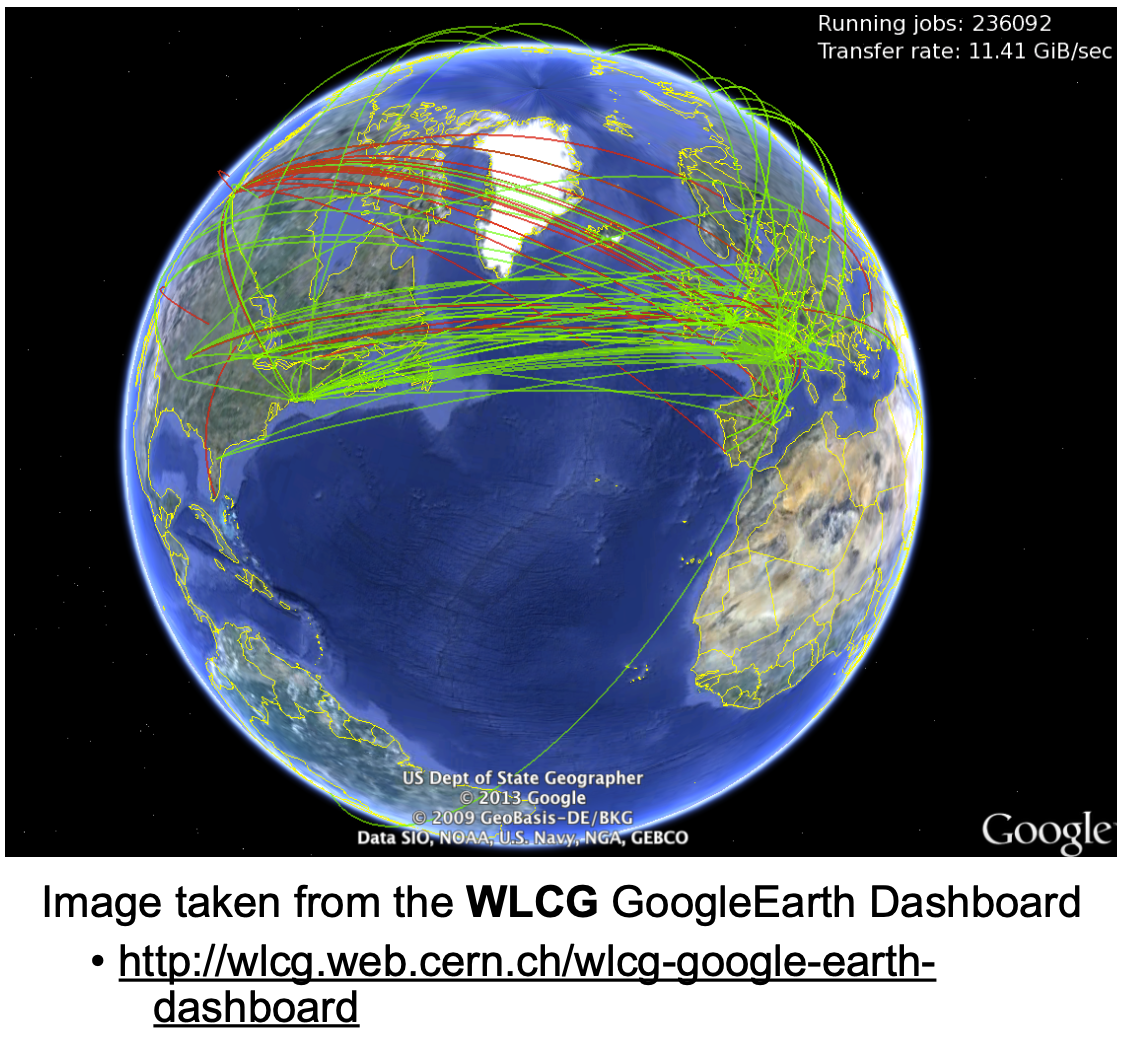 Running jobs: 236092
Transfer rate: 11.41 GiB/sec
US Dept of State Geographer
© 2013 Google
© 2009 GeoBasis-DE/BKG
Data SIO, NOAA, U.S. Navy, NGA, GEBCO
Google
Image taken from the WLCG GoogleEarth Dashboard
• http://wlcg.web.cern.ch/wlcg-google-earth-
dashboard